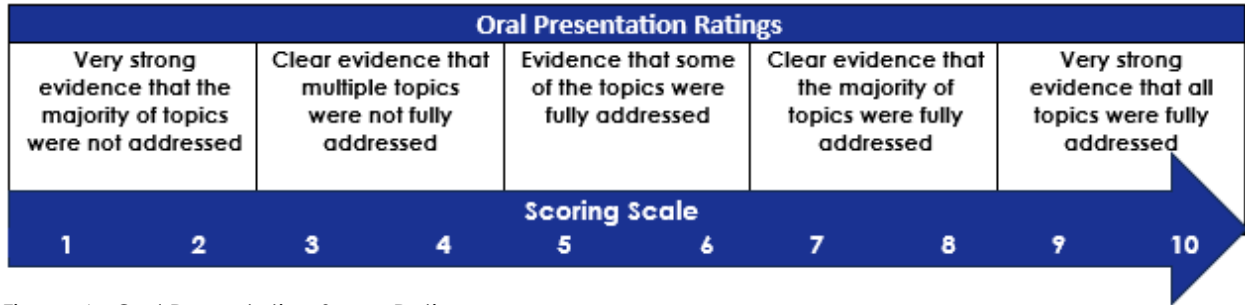 Oral Presentation Ratings
Very strong
evidence that the
majority of topics
were not addressed
Clear evidence that
multiple topics
were not fully
addressed
Evidence that some
of the topics were
fully addressed
Clear evidence that
the majority of
topics were fully
addressed
Very strong
evidence that all
topics were fully
addressed
Scoring Scale
1 2 3 4 5 6 7 8 9 10